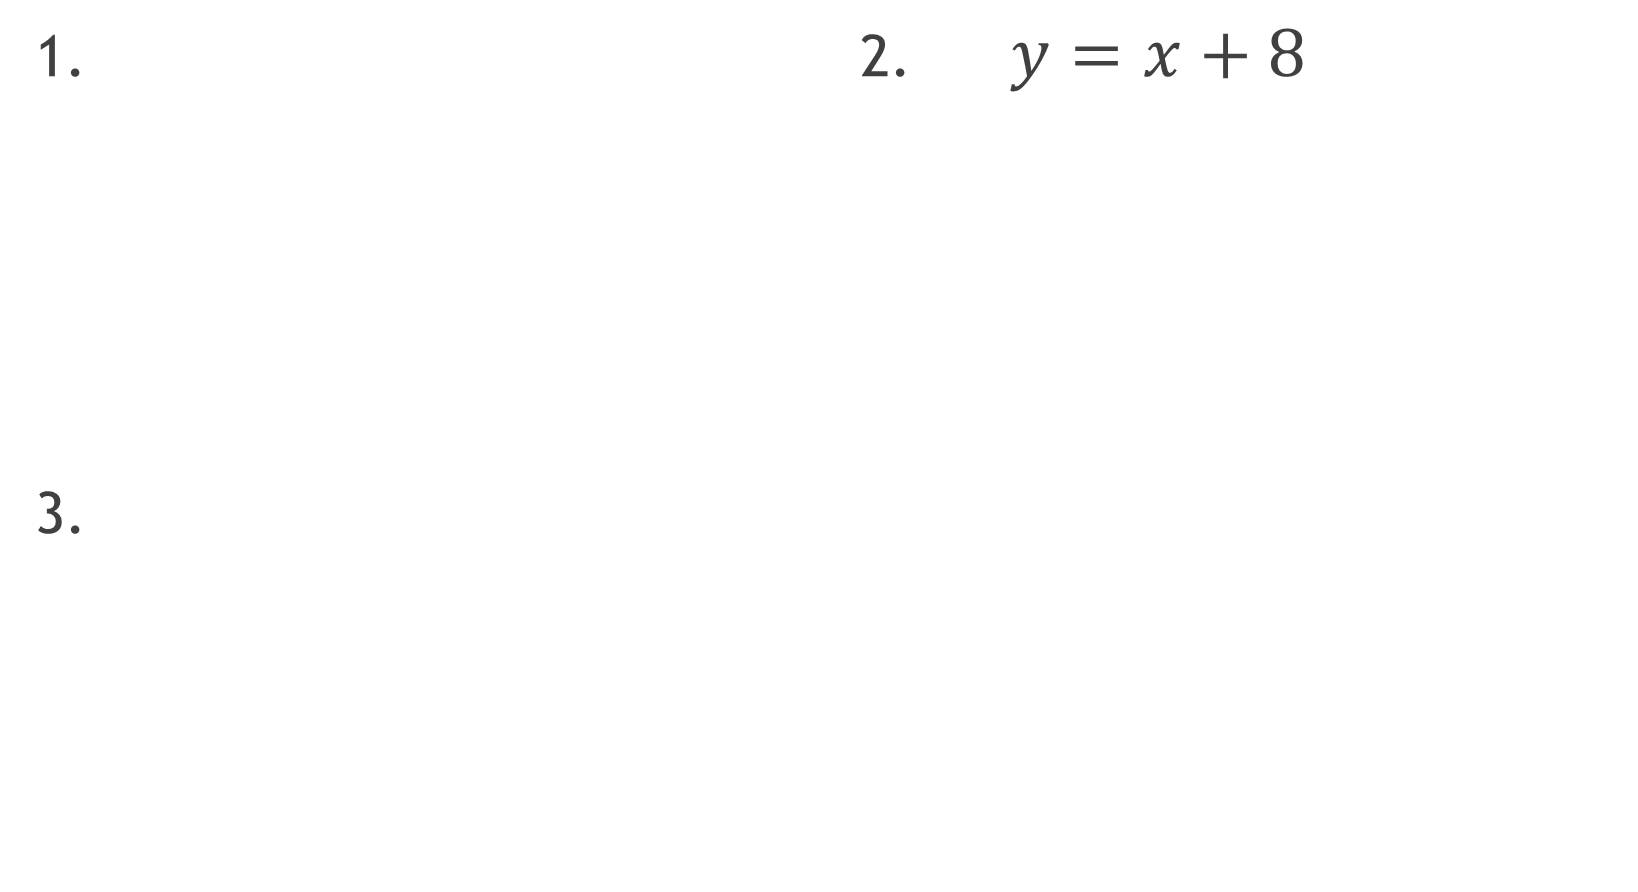 1.
2. y = x + 8
3.